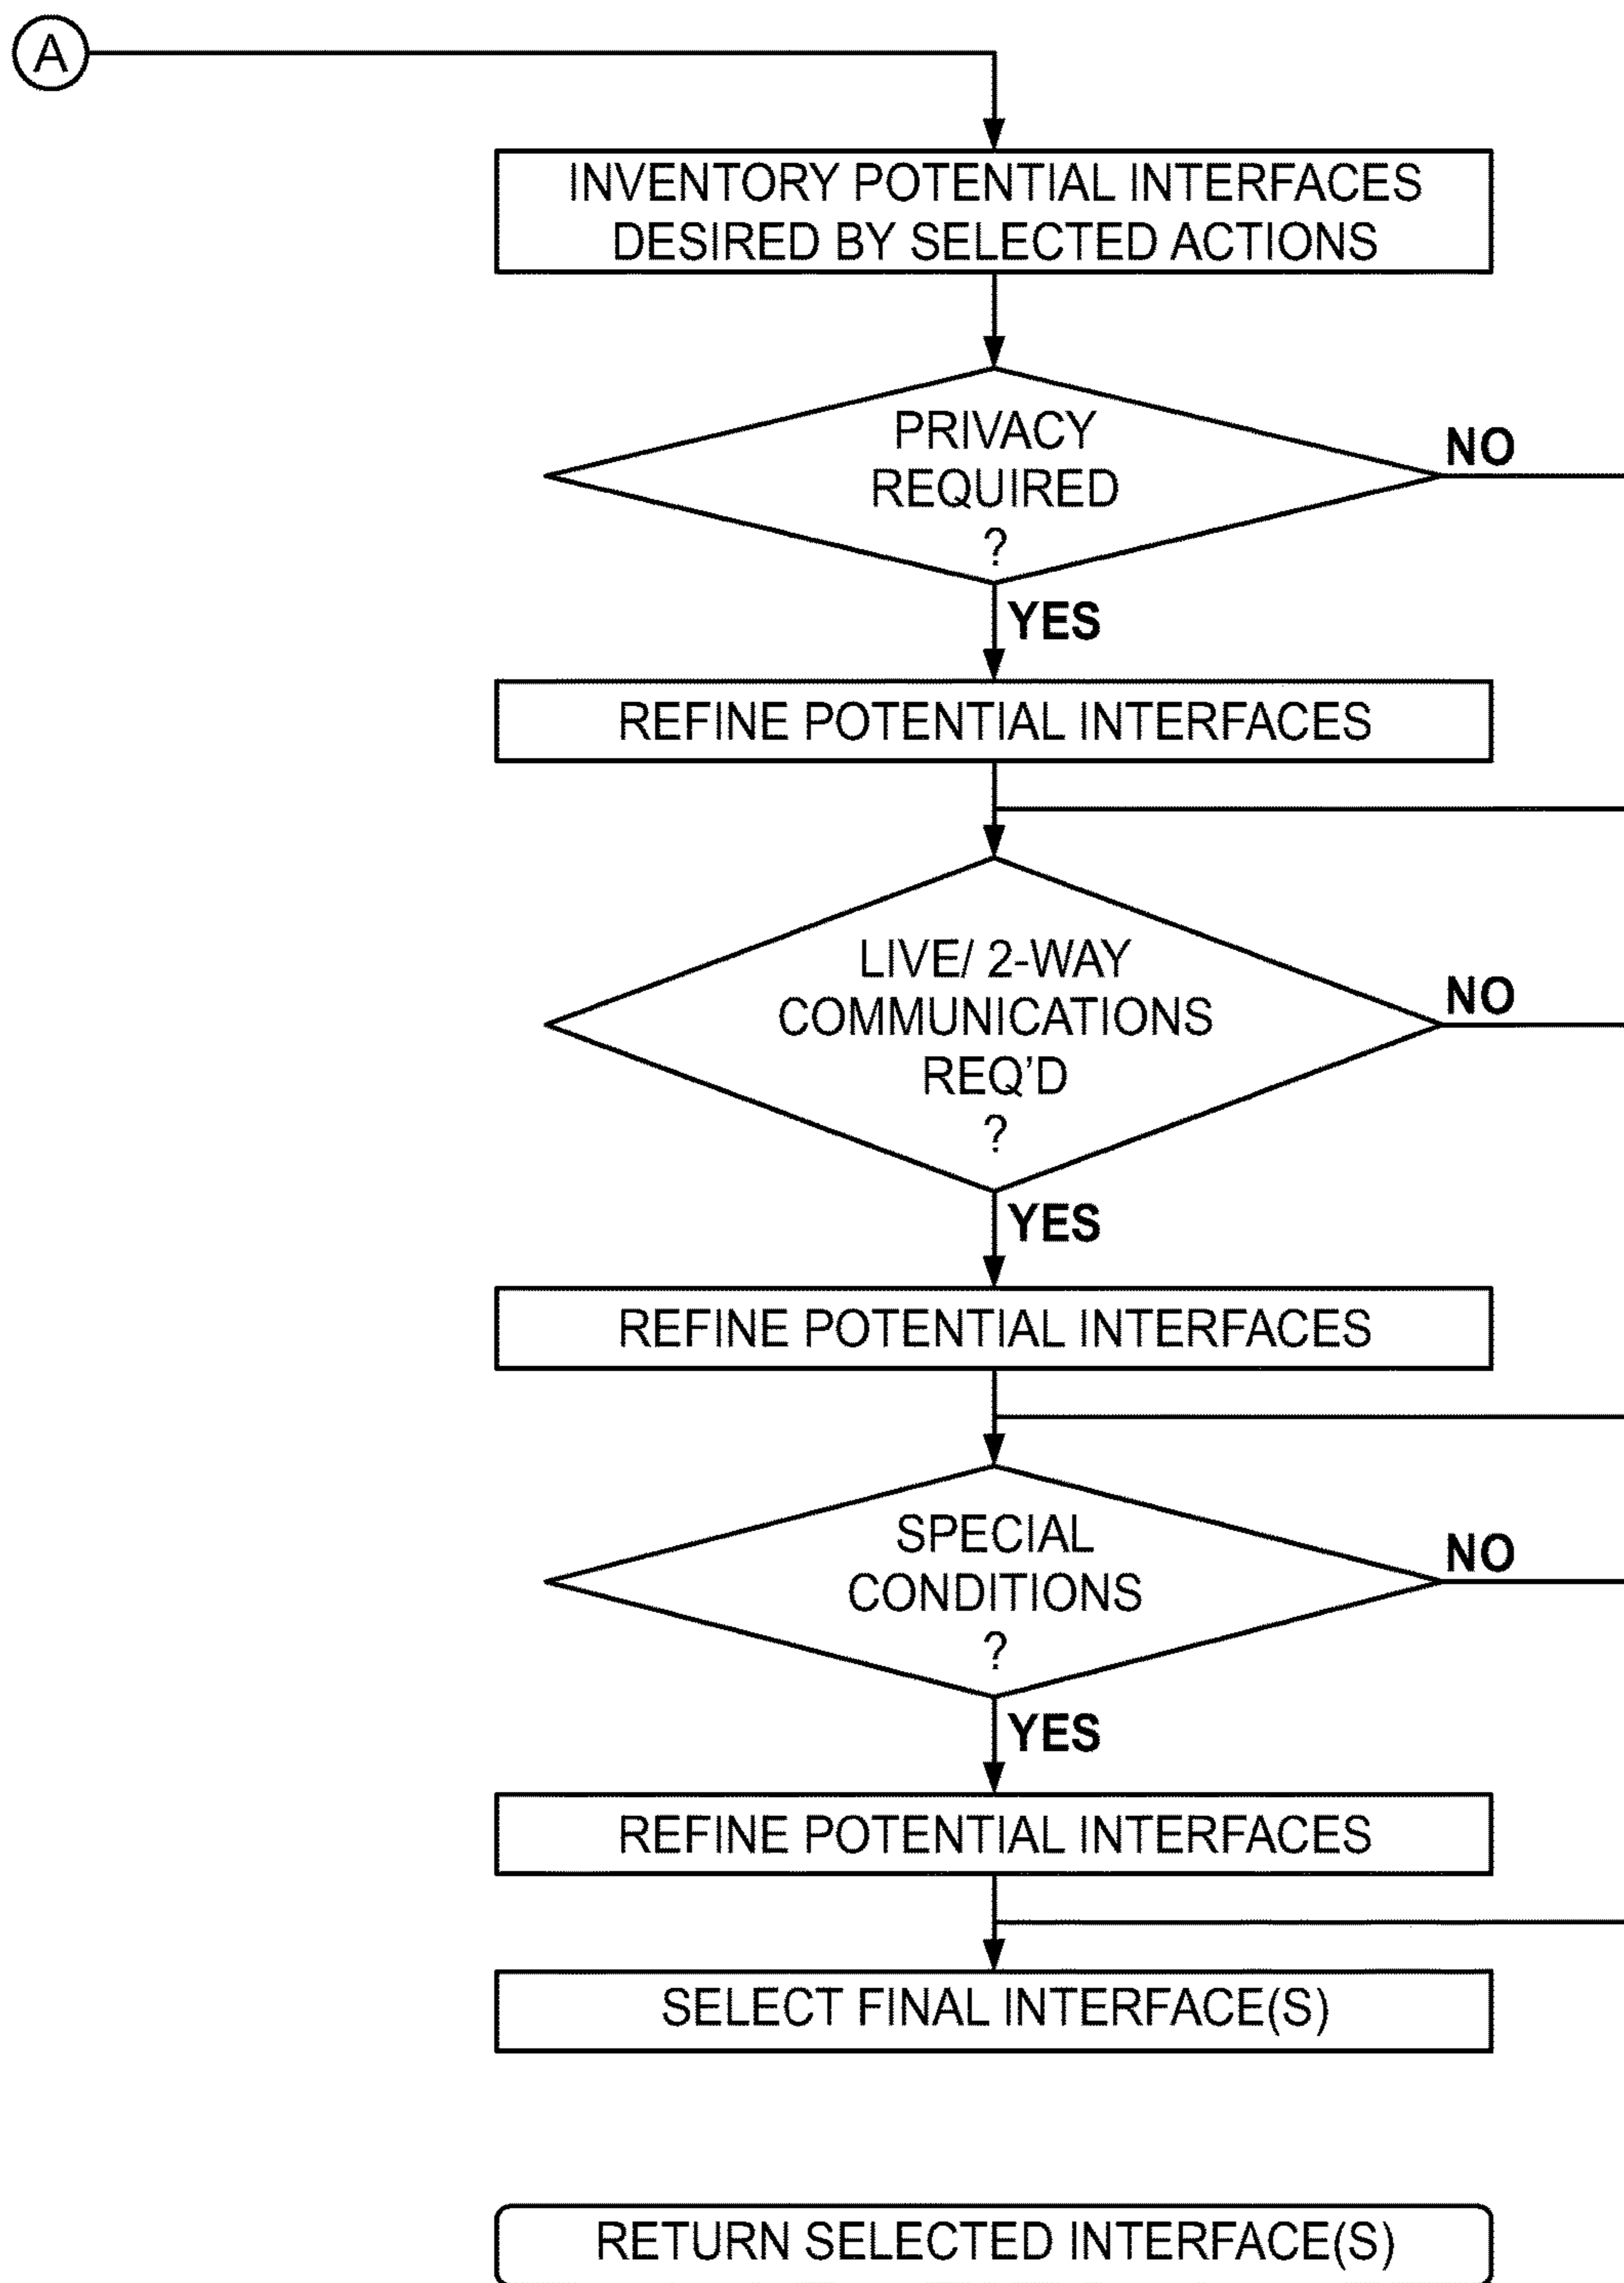 A
INVENTORY POTENTIAL INTERFACES
DESIRED BY SELECTED ACTIONS
PRIVACY
REQUIRED
?
NO
YES
REFINE POTENTIAL INTERFACES
LIVE/ 2-WAY
COMMUNICATIONS
REQ’D
?
NO
YES
REFINE POTENTIAL INTERFACES
SPECIAL
CONDITIONS
?
NO
YES
REFINE POTENTIAL INTERFACES
SELECT FINAL INTERFACE(S)
RETURN SELECTED INTERFACE(S)